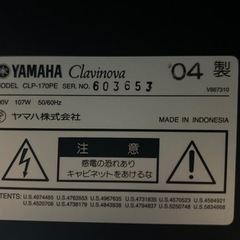 YAMAHA Clavinova '04 製
MODEL CLP-170PE SER. NO. 603653
107W 50/60Hz
ヤマハ株式会社 MADE IN INDONESIA
注意
感電の恐れあり
キャビネットをあけるな